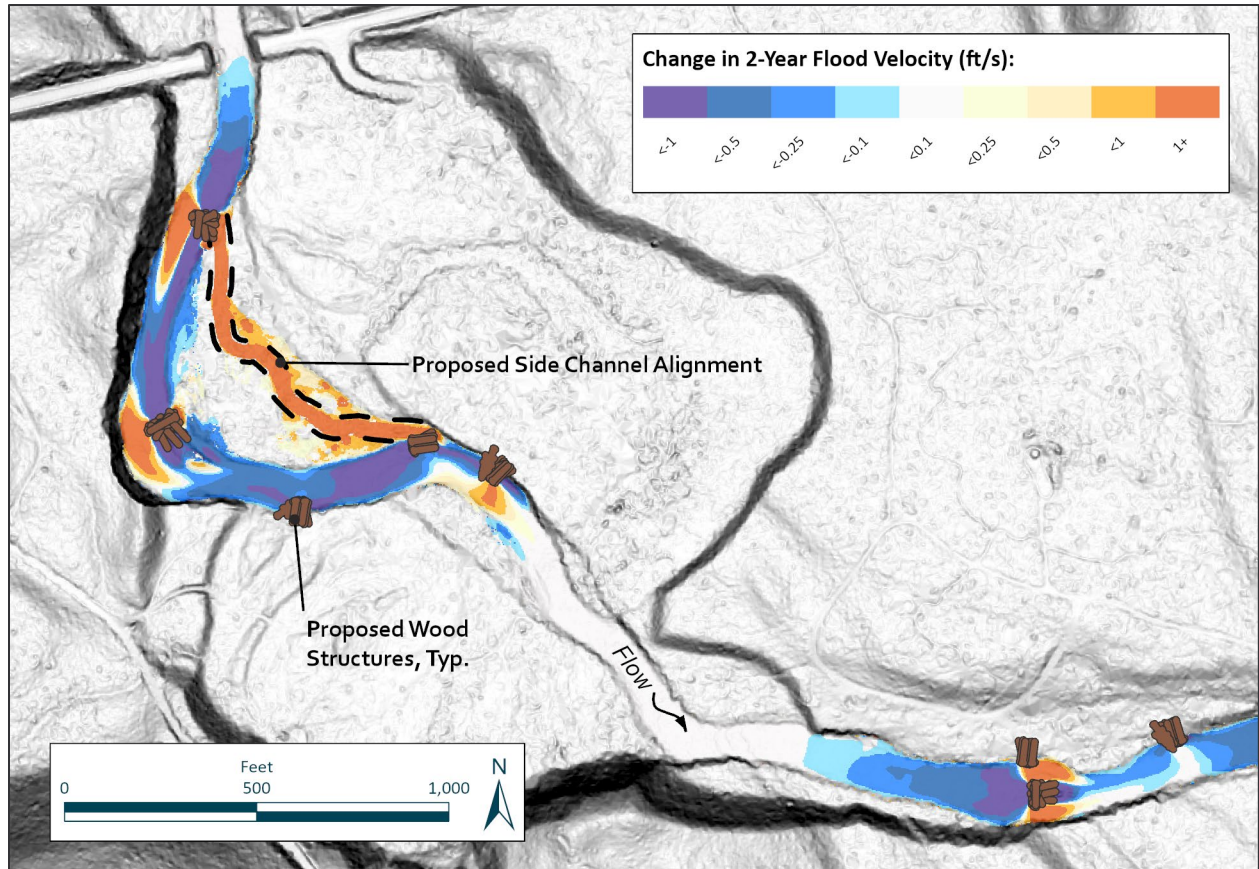 Change in 2-Year Flood Velocity (ft/s):
<-1
<-0.5
<-0.25
<-0.1
<0.1
<0.25
<0.5
<1
1+
Proposed Side Channel Alignment
Proposed Wood
Structures, Typ.
Flow
Feet
0 500 1,000
N